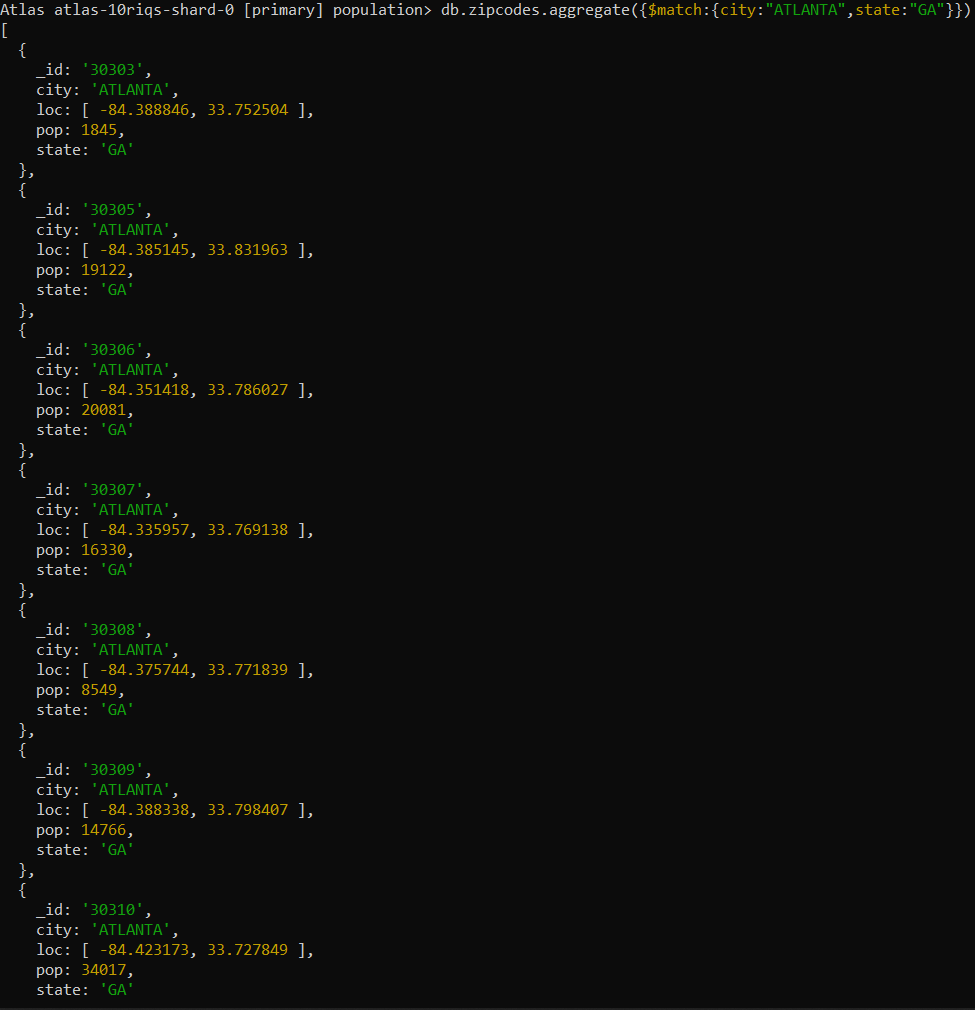 Atlas atlas-10riqs-shard-0 [primary] population> db.zipcodes.aggregate({$match:{city:"ATLANTA",state:"GA"}})
[
  {
    _id: '30303',
    city: 'ATLANTA',
    loc: [ -84.388846, 33.752504 ],
    pop: 1845,
    state: 'GA'
  },
  {
    _id: '30305',
    city: 'ATLANTA',
    loc: [ -84.385145, 33.831963 ],
    pop: 19122,
    state: 'GA'
  },
  {
    _id: '30306',
    city: 'ATLANTA',
    loc: [ -84.351418, 33.786027 ],
    pop: 20081,
    state: 'GA'
  },
  {
    _id: '30307',
    city: 'ATLANTA',
    loc: [ -84.335957, 33.769138 ],
    pop: 16330,
    state: 'GA'
  },
  {
    _id: '30308',
    city: 'ATLANTA',
    loc: [ -84.375744, 33.771839 ],
    pop: 8549,
    state: 'GA'
  },
  {
    _id: '30309',
    city: 'ATLANTA',
    loc: [ -84.388338, 33.798407 ],
    pop: 14766,
    state: 'GA'
  },
  {
    _id: '30310',
    city: 'ATLANTA',
    loc: [ -84.423173, 33.727849 ],
    pop: 34017,
    state: 'GA'